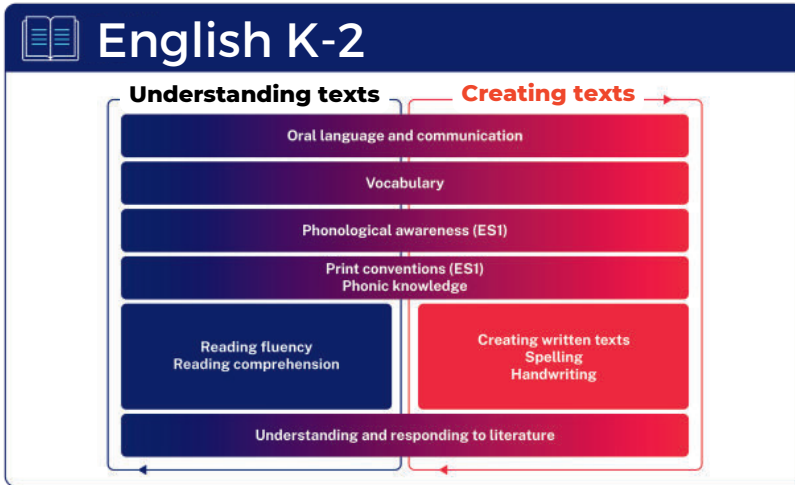 English K-2
Understanding texts
Creating texts
Oral language and communication
Vocabulary
Phonological awareness (ES1)
Print conventions (ES1)
Phonic knowledge
Reading fluency
Reading comprehension
Creating written texts
Spelling
Handwriting
Understanding and responding to literature